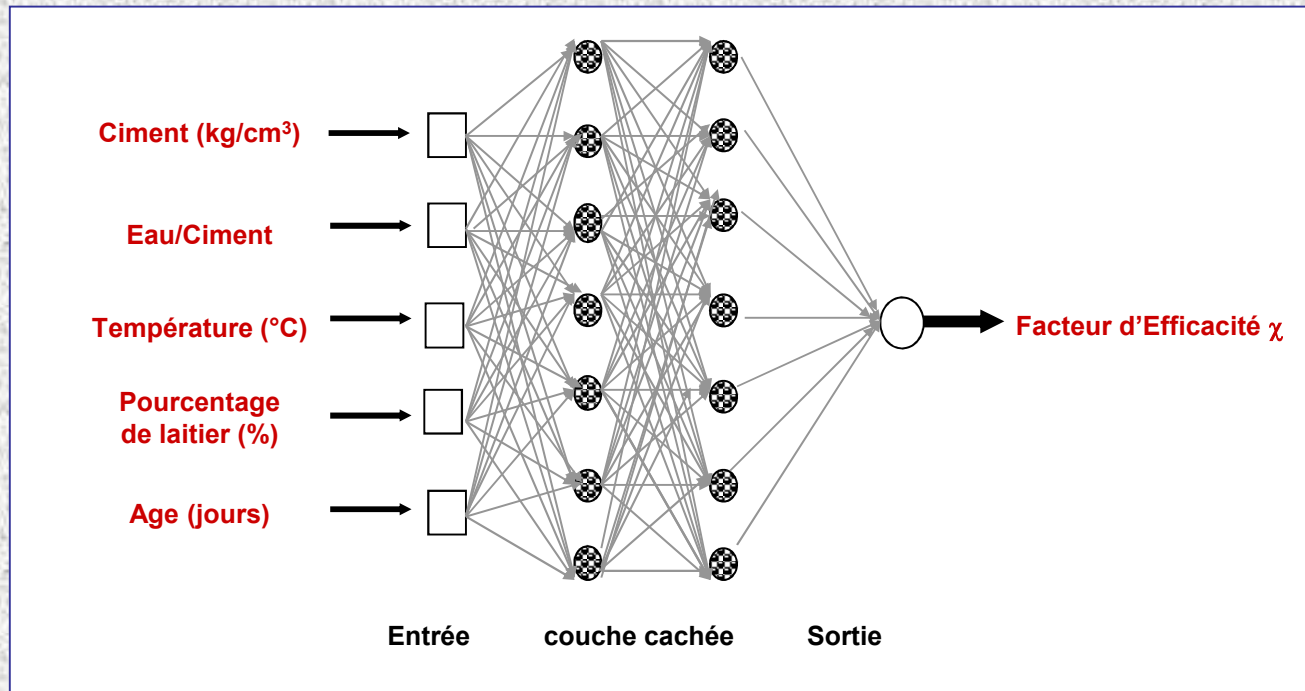 Ciment (kg/cm³)
Eau/Ciment
Température (°C)
Pourcentage
de laitier (%)
Age (jours)
Facteur d’Efficacité χ
Entrée couche cachée Sortie